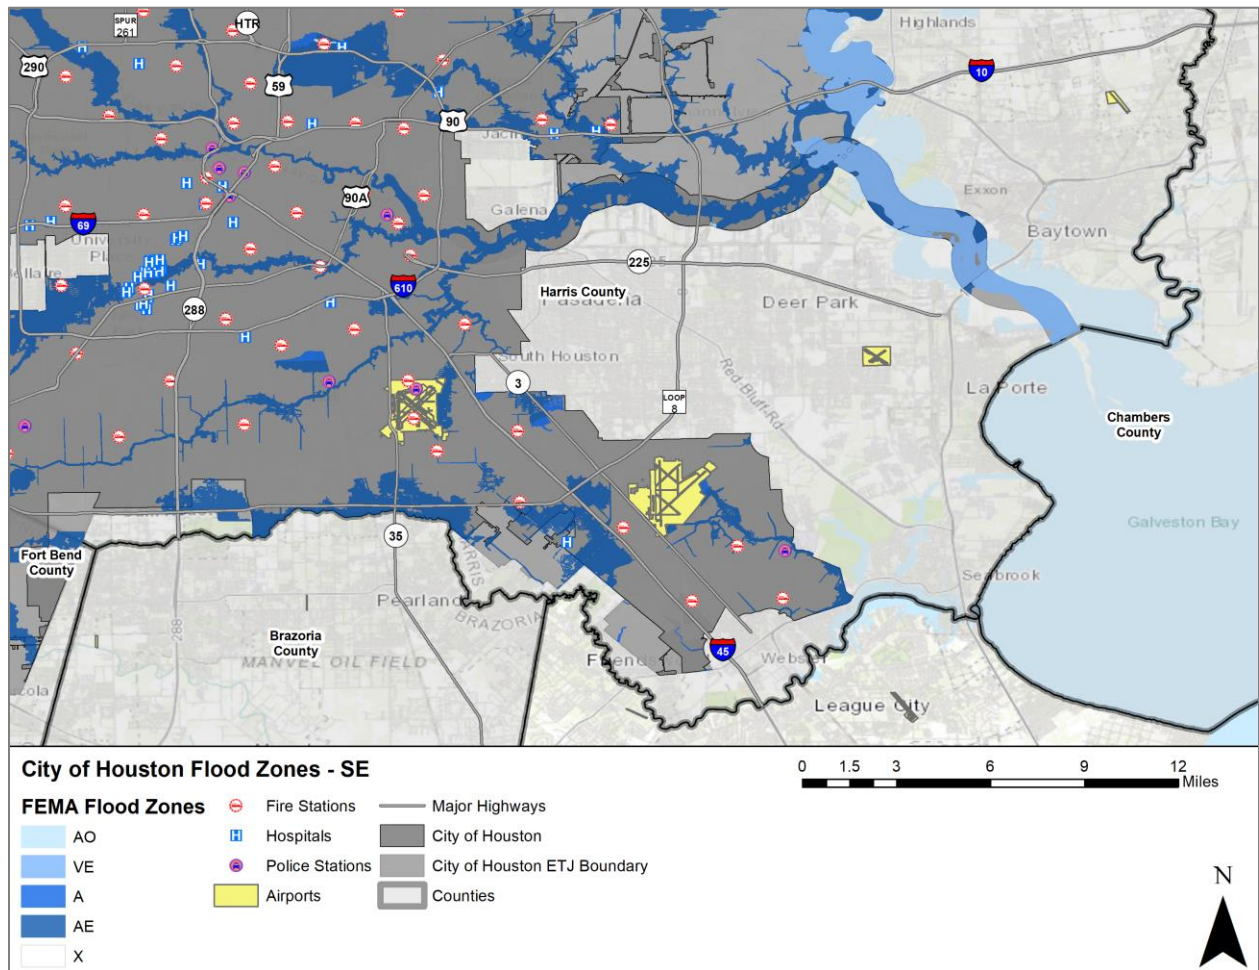 SPUR
261
HTR
Highlands
290
59
10
90
Jacin
90A
Galena
Exxon
Baytown
69
University
Place
Bellaire
225
610
Harris County
Pasadena
Deer Park
288
South Houston
3
Red Bluff Rd
La Porte
LOOP
8
Chambers
County
Galveston Bay
35
Fort Bend
County
HARRIS
Seabrook
Pearland
BRAZORIA
288
Brazoria
County
MANVEL OIL FIELD
45
Friends
Webster
League City
City of Houston Flood Zones - SE
0 1.5 3 6 9 12
Miles
FEMA Flood Zones
AO
VE
A
AE
X
Fire Stations
Hospitals
Police Stations
Airports
Major Highways
City of Houston
City of Houston ETJ Boundary
Counties
N